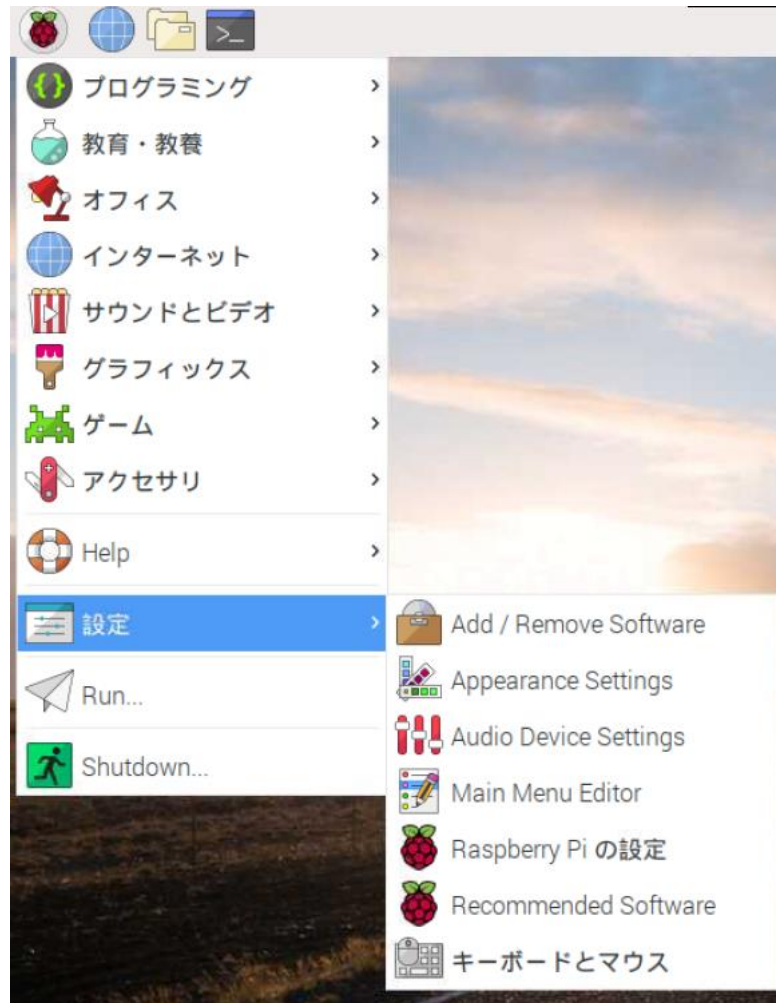 >_
プログラミング
教育・教養
オフィス
インターネット
サウンドとビデオ
グラフィックス
ゲーム
アクセサリ
Help
設定
Run...
Shutdown...
Add / Remove Software
Appearance Settings
Audio Device Settings
Main Menu Editor
Raspberry Pi の設定
Recommended Software
キーボードとマウス